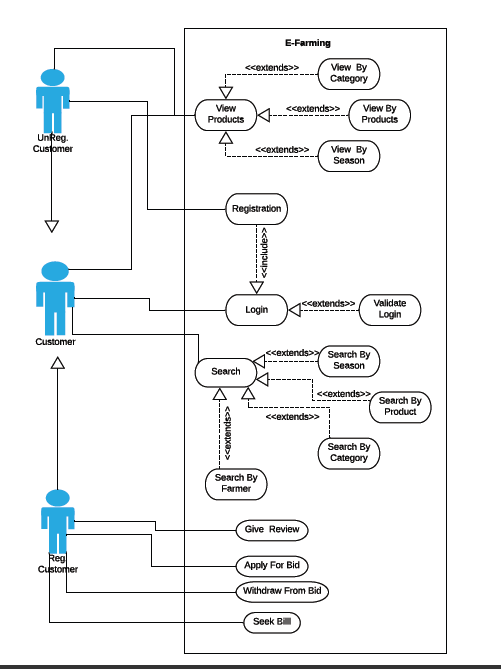 E-Farming
<<extends>>
View By
Category
UnReg.
Customer
View
Products
<<extends>>
View By
Products
<<extends>>
View By
Season
Registration
<<include>>
Customer
Login
<<extends>>
Validate
Login
Search
<<extends>>
Search By
Season
<<extends>>
Search By
Product
<<extends>>
<<extends>>
Search By
Category
Search By
Farmer
Reg.
Customer
Give Review
Apply For Bid
Withdraw From Bid
Seek Billl